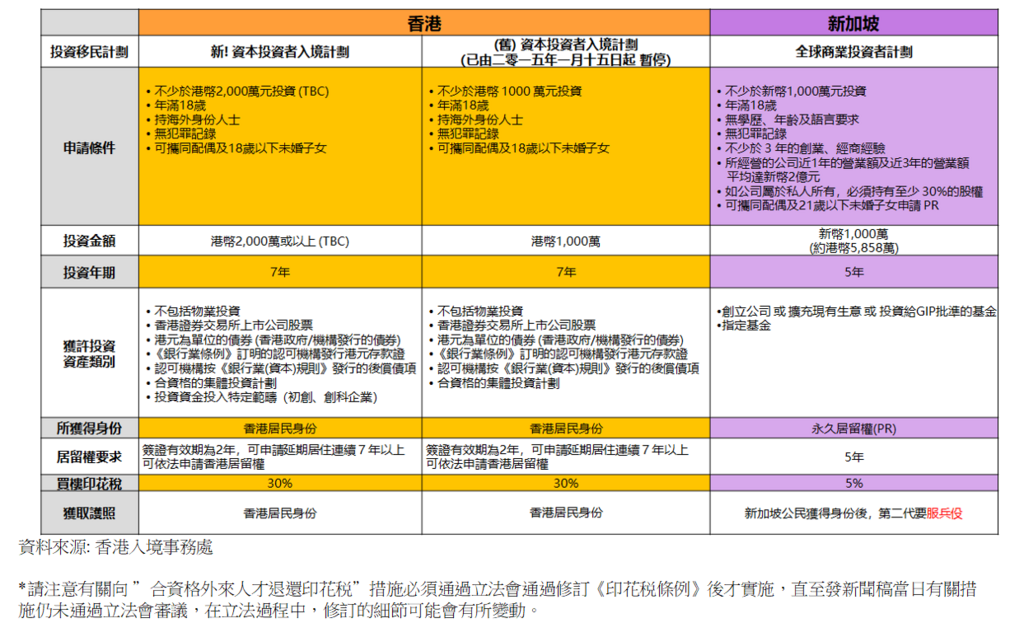 香港 新加坡
投資移民計劃 新! 資本投資者入境計劃 (舊) 資本投資者入境計劃 全球商業投資者計劃
(已由二零一五年一月十五日起 暫停)
申請條件
• 不少於港幣2,000萬元投資 (TBC)
• 年滿18歲
• 持海外身份人士
• 無犯罪記錄
• 可攜同配偶及18歲以下未婚子女
• 不少於港幣 1000 萬元投資
• 年滿18歲
• 持海外身份人士
• 無犯罪記錄
• 可攜同配偶及18歲以下未婚子女
• 不少於新幣1,000萬元投資
• 年滿18歲
• 無學歷、年齡及語言要求
• 無犯罪記錄
• 不少於 3 年的創業、經商經驗
• 所經營的公司近1年的營業額及近3年的營業額
平均達新幣2億元
• 如公司屬於私人所有，必須持有至少 30%的股權
• 可攜同配偶及21歲以下未婚子女申請 PR
投資金額 港幣2,000萬或以上 (TBC) 港幣1,000萬 新幣1,000萬
(約港幣5,858萬)
投資年期 7年 7年 5年
獲許投資
資產類別
• 不包括物業投資
• 香港證券交易所上市公司股票
• 港元為單位的債券 (香港政府/機構發行的債券)
• 《銀行業條例》訂明的認可機構發行港元存款證
• 認可機構按《銀行業(資本)規則》發行的後償債項
• 合資格的集體投資計劃
• 投資資金投入特定範疇（初創、創科企業）
• 不包括物業投資
• 香港證券交易所上市公司股票
• 港元為單位的債券 (香港政府/機構發行的債券)
• 《銀行業條例》訂明的認可機構發行港元存款證
• 認可機構按《銀行業(資本)規則》發行的後償債項
• 合資格的集體投資計劃
•創立公司 或 擴充現有生意 或 投資給GIP批準的基金
•指定基金
所獲得身份 香港居民身份 香港居民身份 永久居留權(PR)
居留權要求
簽證有效期為2年，可申請延期居住連續 7 年以上
可依法申請香港居留權
簽證有效期為2年，可申請延期居住連續 7 年以上
可依法申請香港居留權
5年
買樓印花稅 30% 30% 5%
獲取護照 香港居民身份 香港居民身份 新加坡公民獲得身份後，第二代要服兵役
資料來源: 香港入境事務處
*請注意有關向 ” 合資格外來人才退還印花稅” 措施必須通過立法會通過修訂《印花稅條例》後才實施，直至發新聞稿當日有關措
施仍未通過立法會審議，在立法過程中，修訂的細節可能會有所變動。